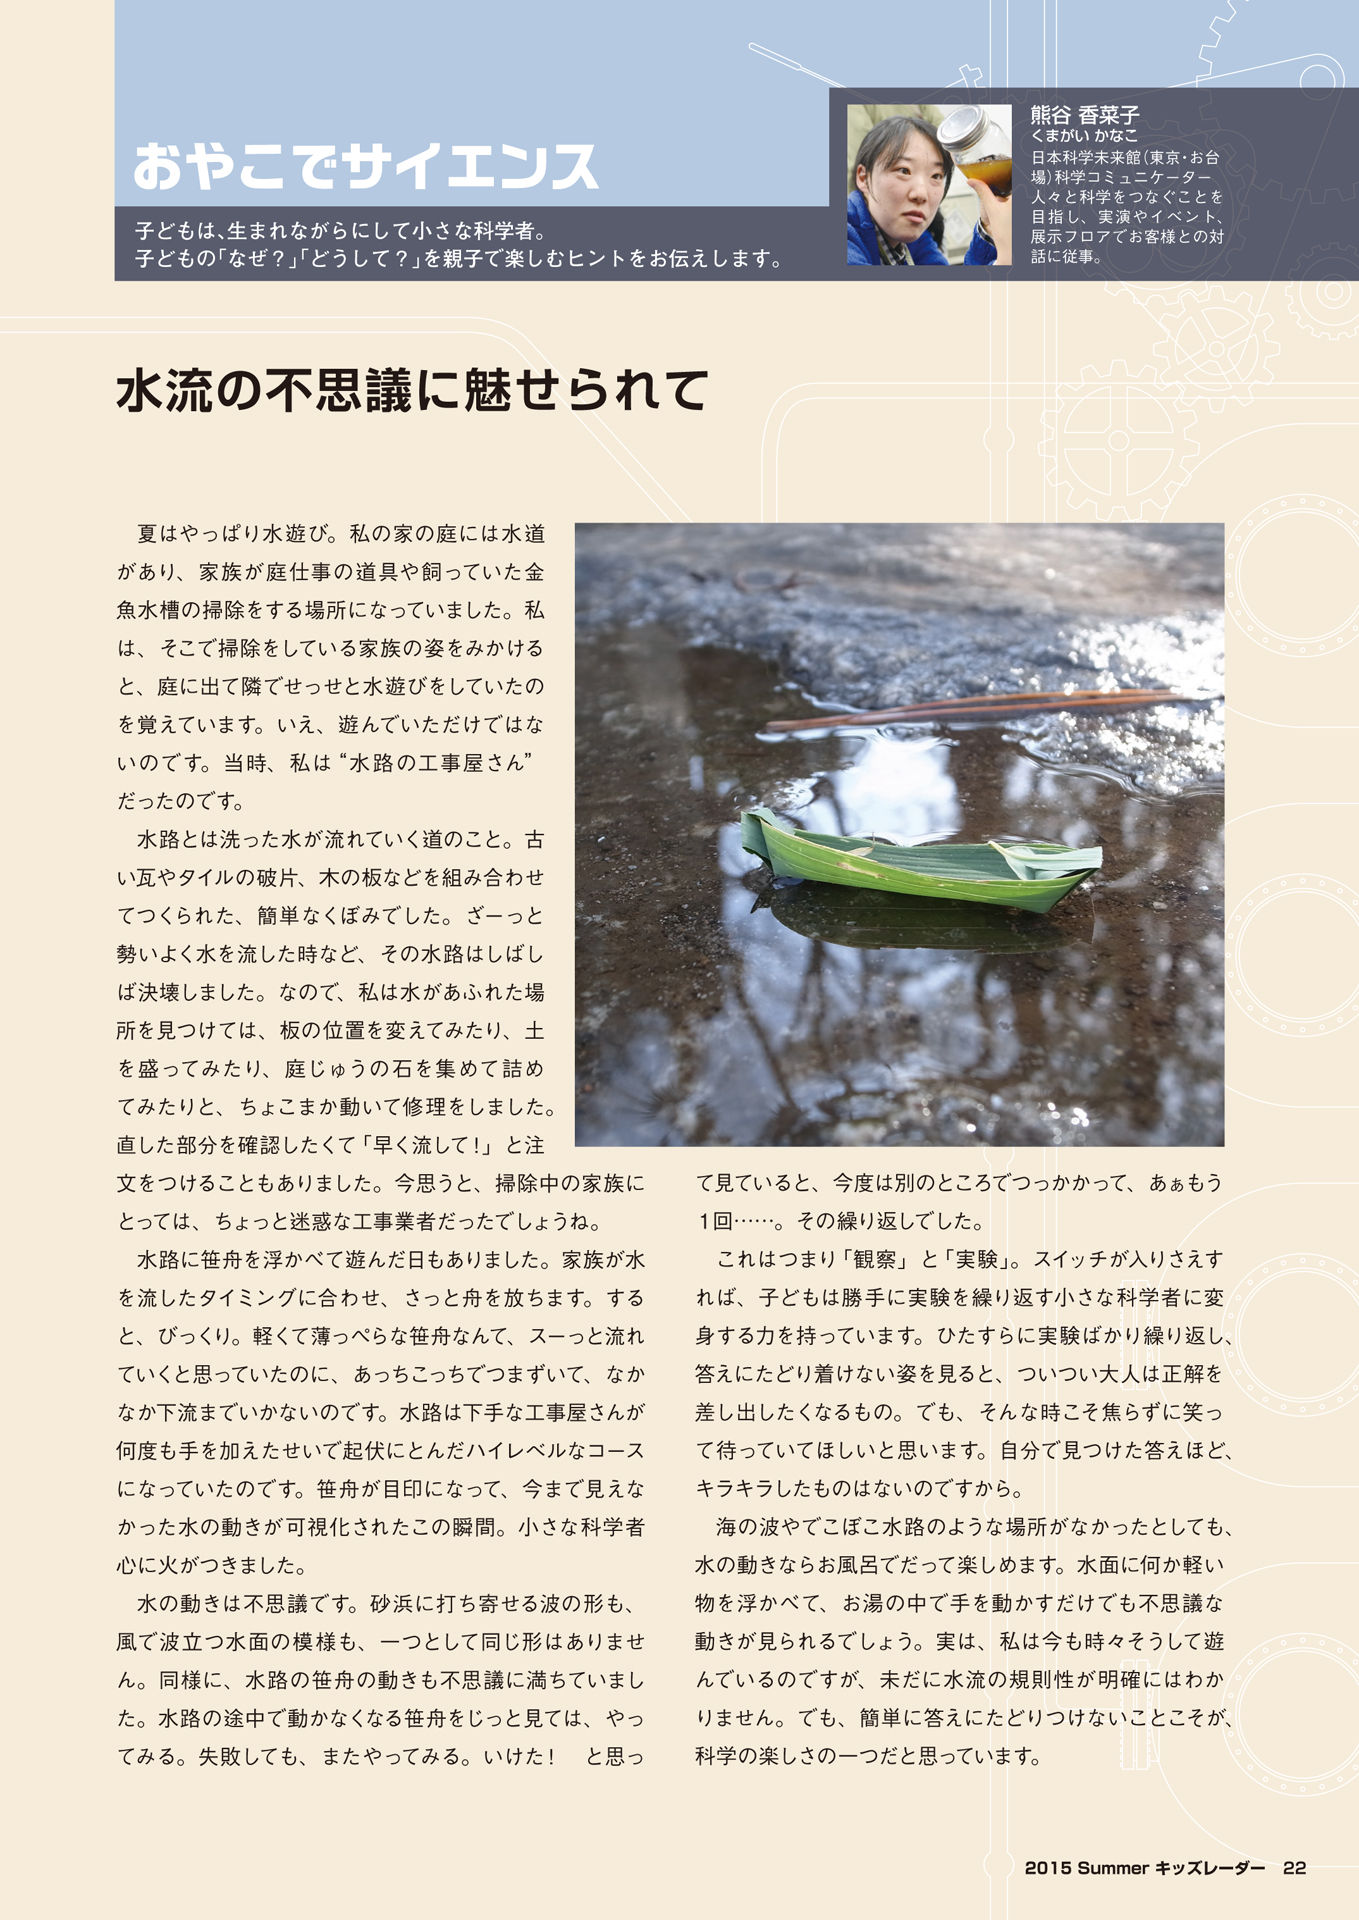 おやこでサイエンス
子どもは、生まれながらにして小さな科学者。
子どもの「なぜ？」「どうして？」を親子で楽しむヒントをお伝えします。
熊谷 香菜子
くまがい かなこ
日本科学未来館（東京・お台
場）科学コミュニケーター
人々と科学をつなぐことを
目指し、実演やイベント、
展示フロアでお客様との対
話に従事。
水流の不思議に魅せられて
夏はやっぱり水遊び。私の家の庭には水道
があり、家族が庭仕事の道具や飼っていた金
魚水槽の掃除をする場所になっていました。私
は、そこで掃除をしている家族の姿をみかける
と、庭に出て隣でせっせと水遊びをしていたの
を覚えています。いえ、遊んでいただけではな
いのです。当時、私は “水路の工事屋さん”
だったのです。
水路とは洗った水が流れていく道のこと。古
い瓦やタイルの破片、木の板などを組み合わせ
てつくられた、簡単なくぼみでした。ざーっと
勢いよく水を流した時など、その水路はしばし
ば決壊しました。なので、私は水があふれた場
所を見つけては、板の位置を変えてみたり、土
を盛ってみたり、庭じゅうの石を集めて詰め
てみたりと、ちょこまか動いて修理をしました。
直した部分を確認したくて「早く流して！」と注
文をつけることもありました。今思うと、掃除中の家族に
とっては、ちょっと迷惑な工事業者だったでしょうね。
水路に笹舟を浮かべて遊んだ日もありました。家族が水
を流したタイミングに合わせ、さっと舟を放ちます。する
と、びっくり。軽くて薄っぺらな笹舟なんて、スーっと流れ
ていくと思っていたのに、あっちこっちでつまずいて、なか
なか下流までいかないのです。水路は下手な工事屋さんが
何度も手を加えたせいで起伏にとんだハイレベルなコース
になっていたのです。笹舟が目印になって、今まで見えな
かった水の動きが可視化されたこの瞬間。小さな科学者
心に火がつきました。
水の動きは不思議です。砂浜に打ち寄せる波の形も、
風で波立つ水面の模様も、一つとして同じ形はありませ
ん。同様に、水路の笹舟の動きも不思議に満ちていまし
た。水路の途中で動かなくなる笹舟をじっと見ては、やっ
てみる。失敗しても、またやってみる。いけた！　と思っ
て見ていると、今度は別のところでつっかかって、あぁもう
1回……。その繰り返しでした。
これはつまり「観察」と「実験」。スイッチが入りさえす
れば、子どもは勝手に実験を繰り返す小さな科学者に変
身する力を持っています。ひたすらに実験ばかり繰り返し、
答えにたどり着けない姿を見ると、ついつい大人は正解を
差し出したくなるもの。でも、そんな時こそ焦らずに笑っ
て待っていてほしいと思います。自分で見つけた答えほど、
キラキラしたものはないのですから。
海の波やでこぼこ水路のような場所がなかったとしても、
水の動きならお風呂でだって楽しめます。水面に何か軽い
物を浮かべて、お湯の中で手を動かすだけでも不思議な
動きが見られるでしょう。実は、私は今も時々そうして遊
んでいるのですが、未だに水流の規則性が明確にはわか
りません。でも、簡単に答えにたどりつけないことこそが、
科学の楽しさの一つだと思っています。
2015 Summer キッズレーダー　22